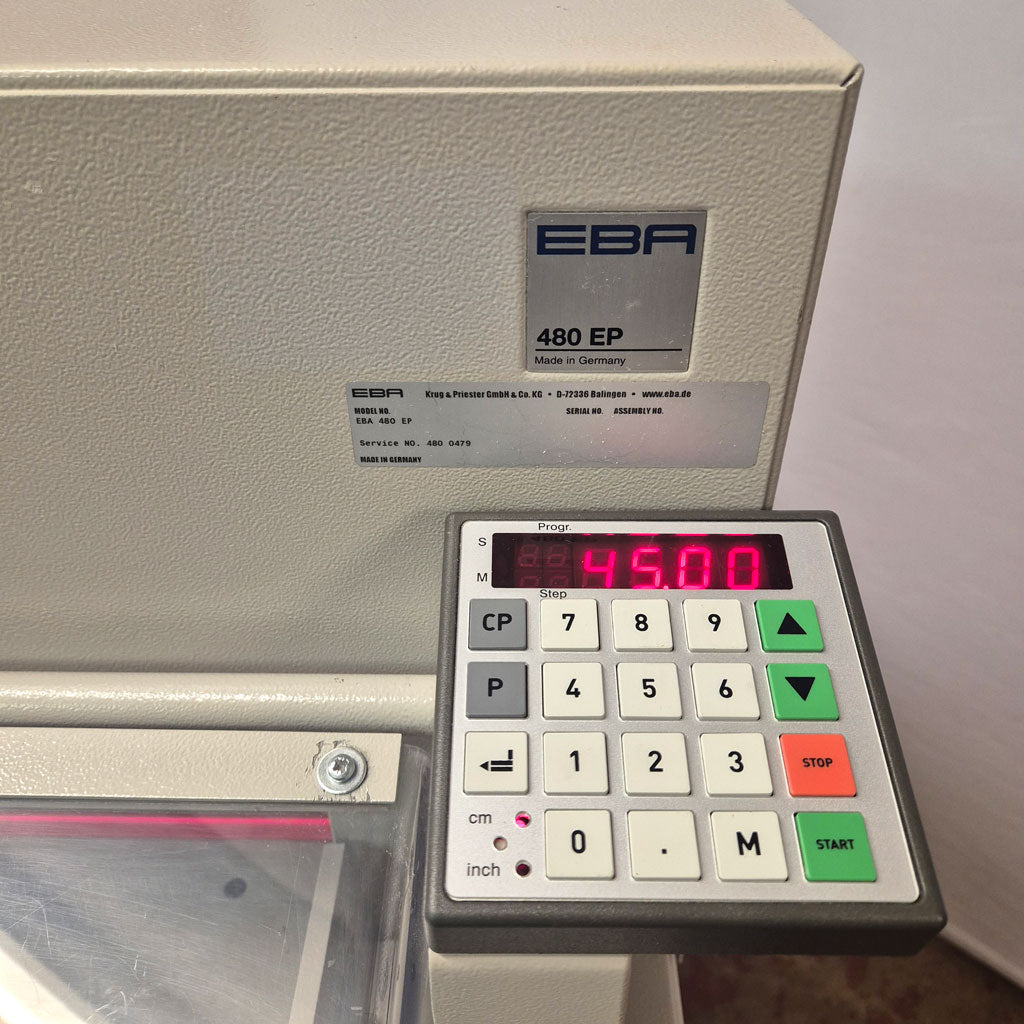 EBA
480 EP
Made in Germany
EBA Krug & Priester GmbH & Co. KG • D-72336 Balingen • www.eba.de
MODEL NO. SERIAL NO. ASSEMBLY NO.
EBA 480 EP
Service NO. 480 0479
MADE IN GERMANY
Progr.
S
45.00
M
Step
CP 7 8 9
P 4 5 6
1 2 3 STOP
cm
0 . M START
inch